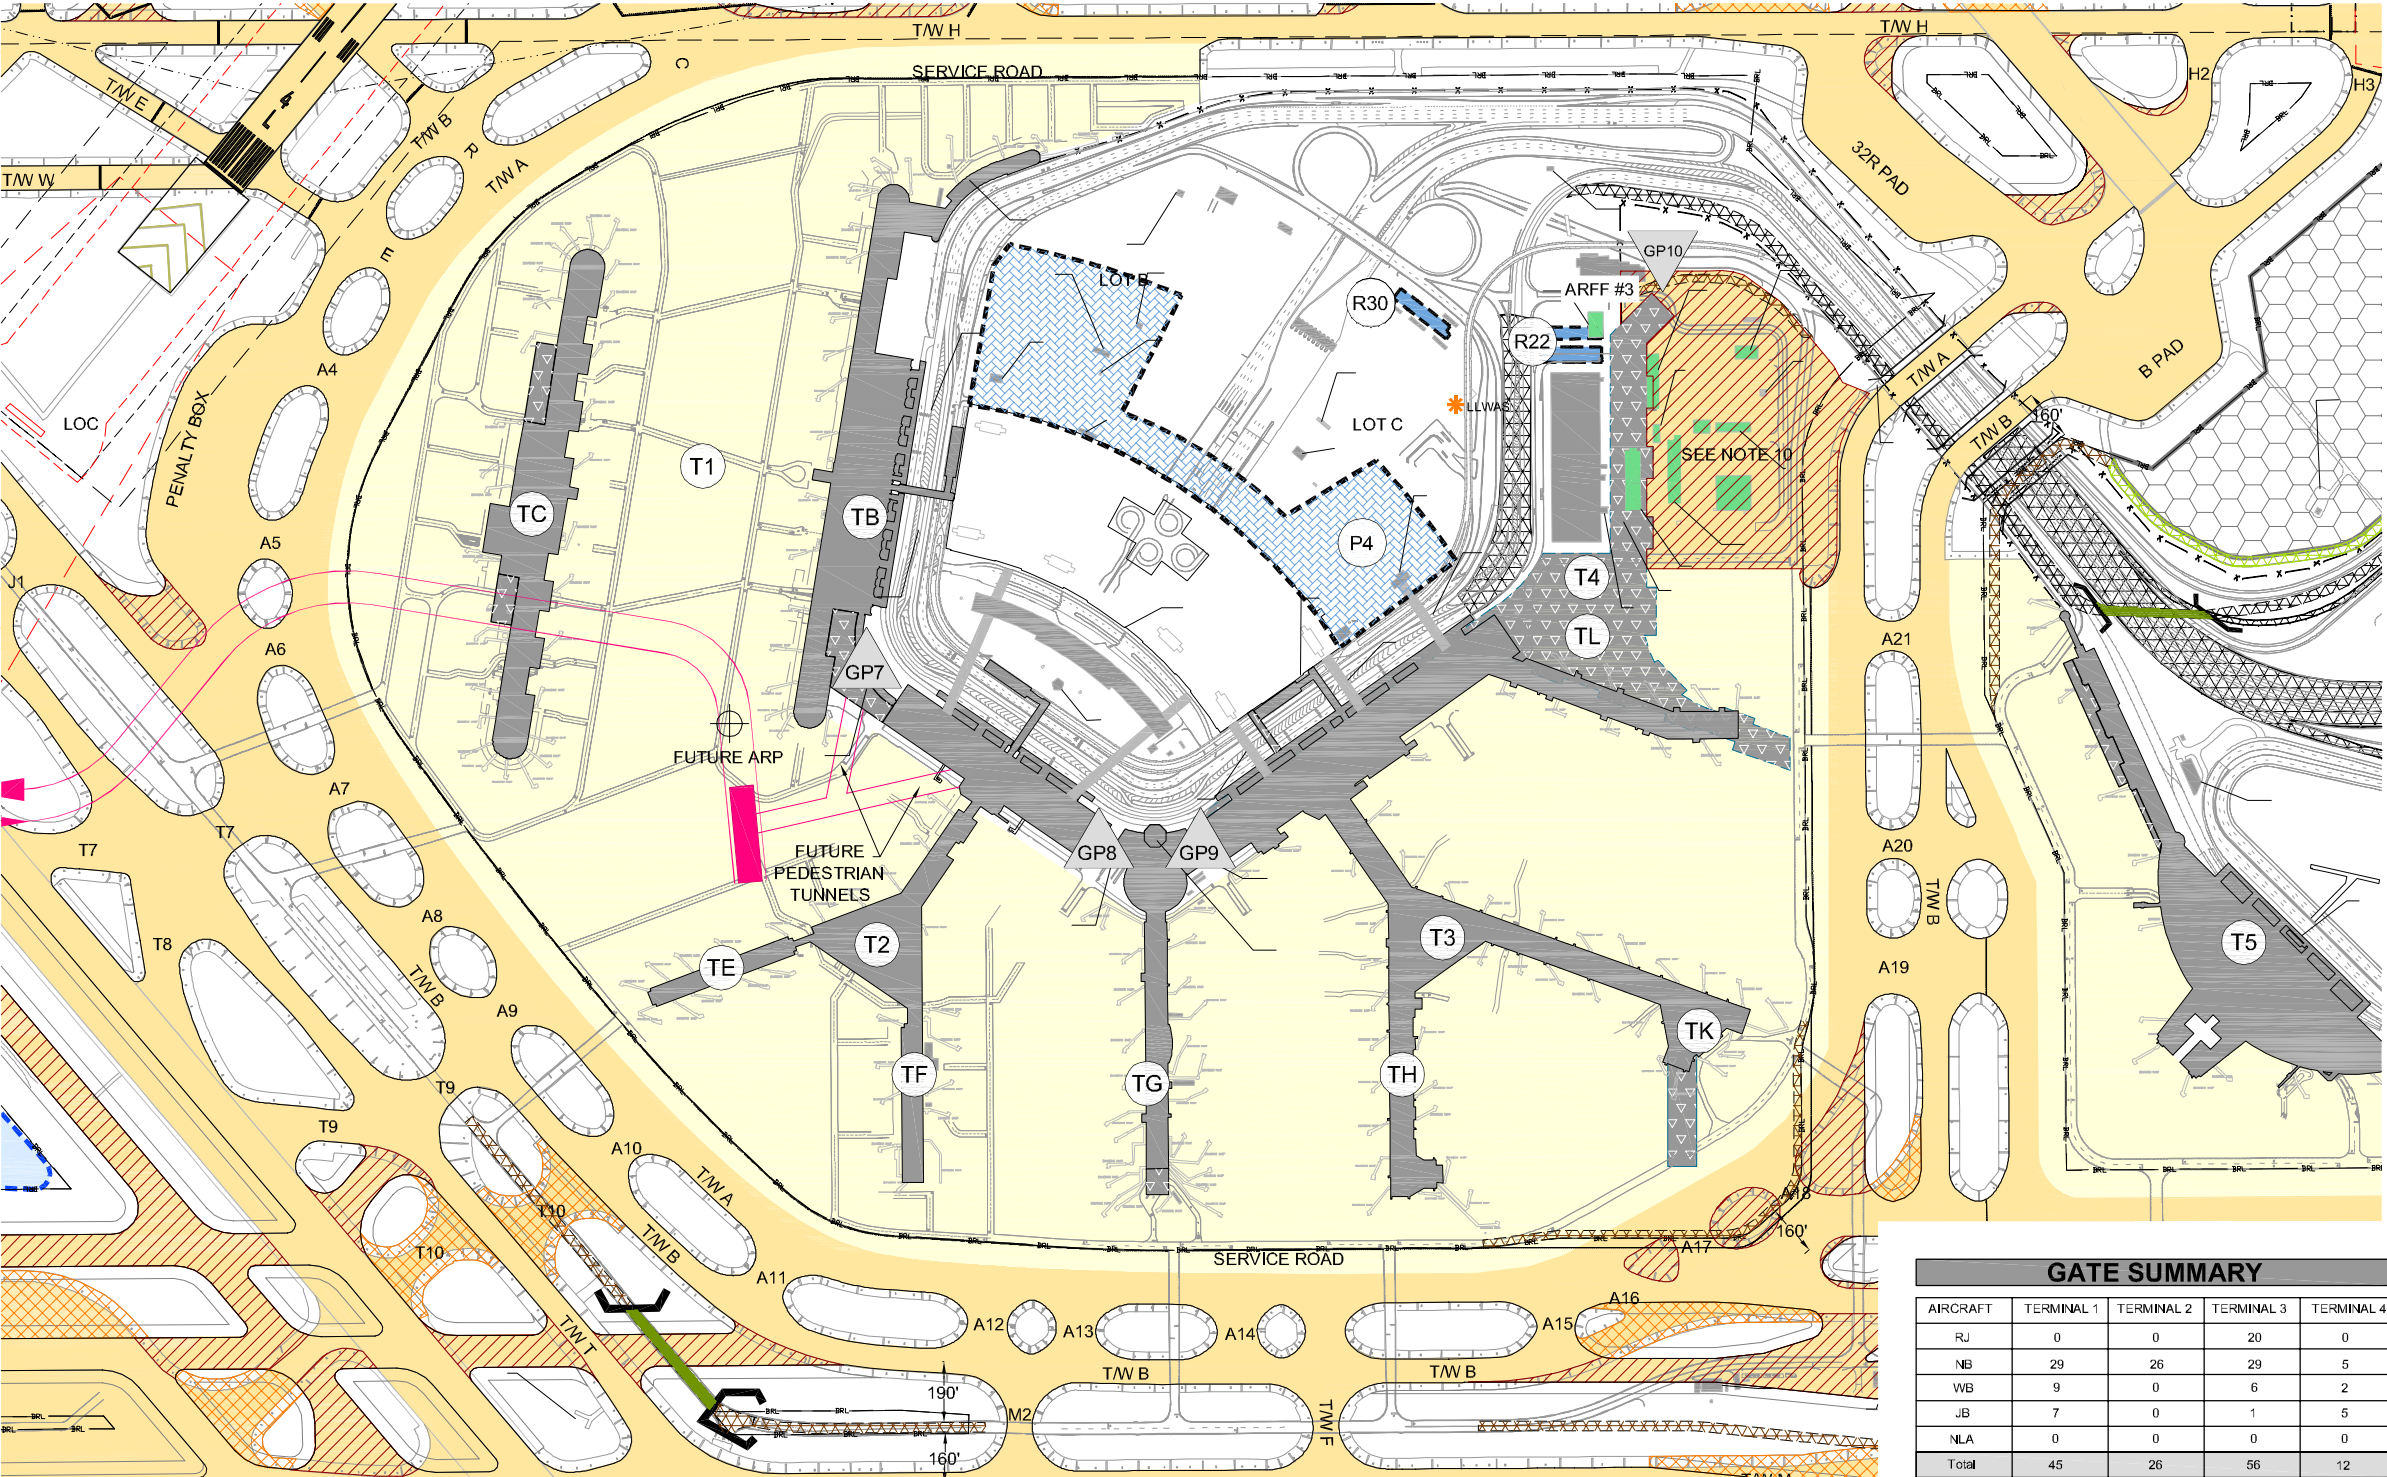 T/W H
T/W H
SERVICE ROAD
C
T/W E
4
L
T/W B
R
T/W A
E
T/W W
H2
H3
32R PAD
GP10
LOT B
R30
ARFF #3
R22
T/W A
B PAD
160'
T/W B
A4
LOC
PENALTY BOX
LOT C
LLWAS
SEE NOTE 10
T1
TC
TB
A5
J1
P4
T4
TL
A6
GP7
A21
FUTURE ARP
A7
T7
T7
FUTURE
PEDESTRIAN
TUNNELS
GP8
GP9
A20
T/W B
A8
T8
T2
T3
T5
TE
A19
T/W B
A9
TK
TF
TG
TH
T9
T9
A10
T/W A
A18
T10
T10
T/W B
160'
A17
SERVICE ROAD
A11
A16
A12
A13
A14
A15
T/W T
T/W B
T/W B
190'
M2
T/W F
160'
T/W M
GATE SUMMARY
AIRCRAFT TERMINAL 1 TERMINAL 2 TERMINAL 3 TERMINAL 4
RJ 0 0 20 0
NB 29 26 29 5
WB 9 0 6 2
JB 7 0 1 5
NLA 0 0 0 0
Total 45 26 56 12
BRL